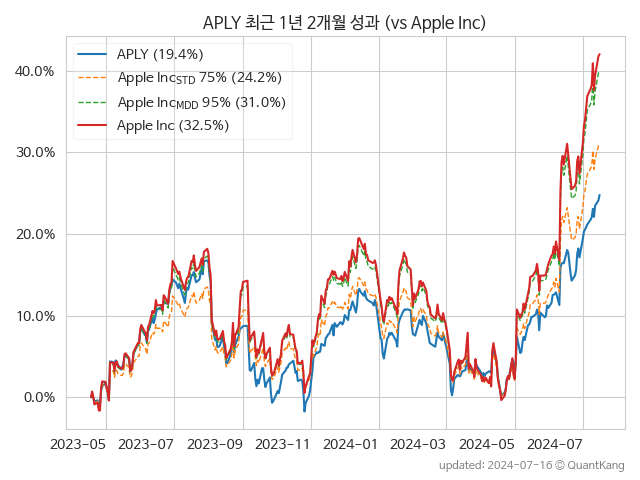 APLY 최근 1년 2개월 성과 (vs Apple Inc)
APLY (19.4%)
Apple Inc_STD 75% (24.2%)
Apple Inc_MDD 95% (31.0%)
Apple Inc (32.5%)
40.0%
30.0%
20.0%
10.0%
0.0%
2023-05 2023-07 2023-09 2023-11 2024-01 2024-03 2024-05 2024-07
updated: 2024-07-16 © QuantKang